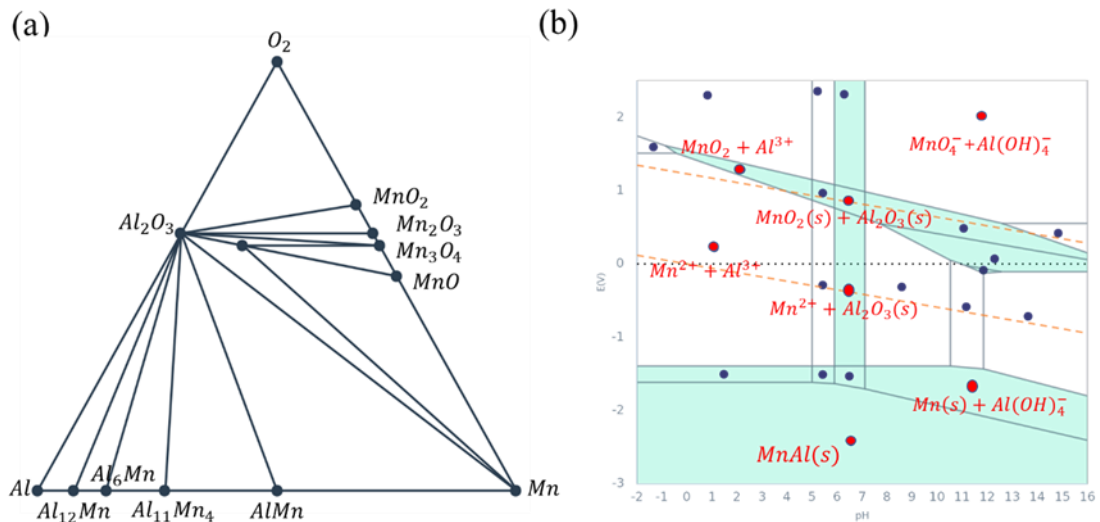 (a)
O₂
MnO₂
Al₂O₃
Mn₂O₃
Mn₃O₄
MnO
Al
Al₆Mn
Mn
Al₁₂Mn
Al₁₁Mn₄
AlMn
(b)
2
1
0
-1
-2
-3
E(V)
MnO₂ + Al³⁺
MnO₄⁻+Al(OH)₄⁻
MnO₂(s) + Al₂O₃(s)
Mn²⁺ + Al³⁺
Mn²⁺ + Al₂O₃(s)
Mn(s) + Al(OH)₄⁻
MnAl(s)
-2 -1 0 1 2 3 4 5 6 7 8 9 10 11 12 13 14 15 16
pH